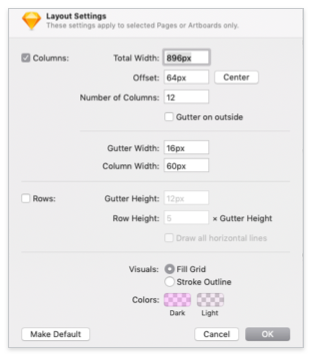 Layout Settings
These settings apply to selected Pages or Artboards only.
Columns: Total Width: 896px
Offset: 64px Center
Number of Columns: 12
Gutter on outside
Gutter Width: 16px
Column Width: 60px
Rows: Gutter Height: 12px
Row Height: 5 × Gutter Height
Draw all horizontal lines
Visuals: Fill Grid
Stroke Outline
Colors:
Dark Light
Make Default Cancel OK